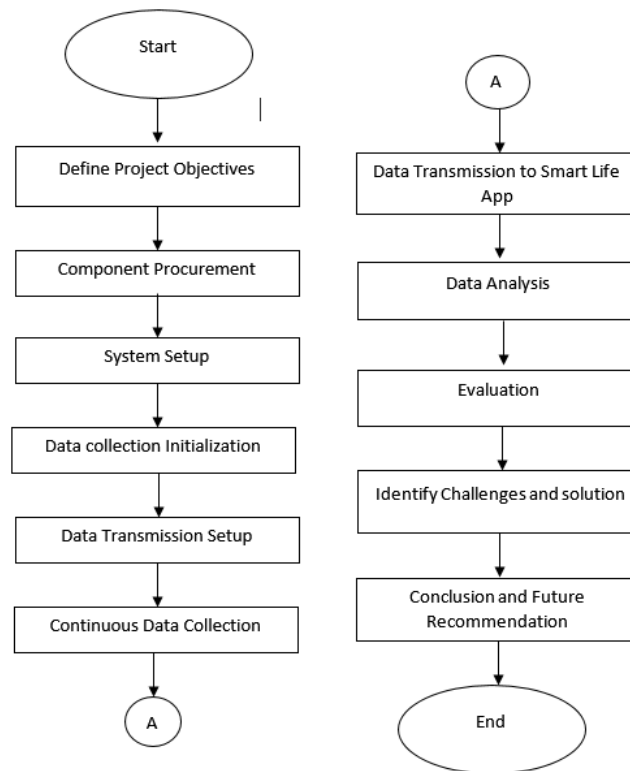 Start
Define Project Objectives
Component Procurement
System Setup
Data collection Initialization
Data Transmission Setup
Continuous Data Collection
A
A
Data Transmission to Smart Life
App
Data Analysis
Evaluation
Identify Challenges and solution
Conclusion and Future
Recommendation
End